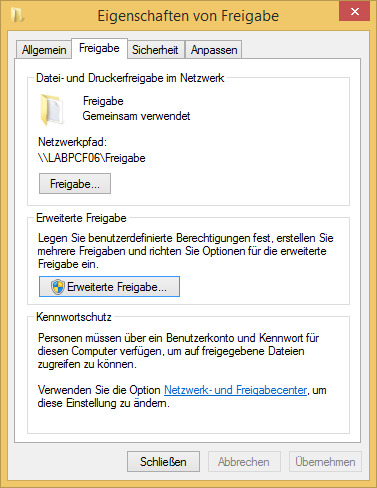 Eigenschaften von Freigabe
Allgemein Freigabe Sicherheit Anpassen
Datei- und Druckerfreigabe im Netzwerk
Freigabe
Gemeinsam verwendet
Netzwerkpfad:
\\LABPCF06\Freigabe
Freigabe...
Erweiterte Freigabe
Legen Sie benutzerdefinierte Berechtigungen fest, erstellen Sie
mehrere Freigaben und richten Sie Optionen für die erweiterte
Freigabe ein.
Erweiterte Freigabe...
Kennwortschutz
Personen müssen über ein Benutzerkonto und Kennwort für
diesen Computer verfügen, um auf freigegebene Dateien
zugreifen zu können.
Verwenden Sie die Option Netzwerk- und Freigabecenter, um
diese Einstellung zu ändern.
Schließen Abbrechen Übernehmen